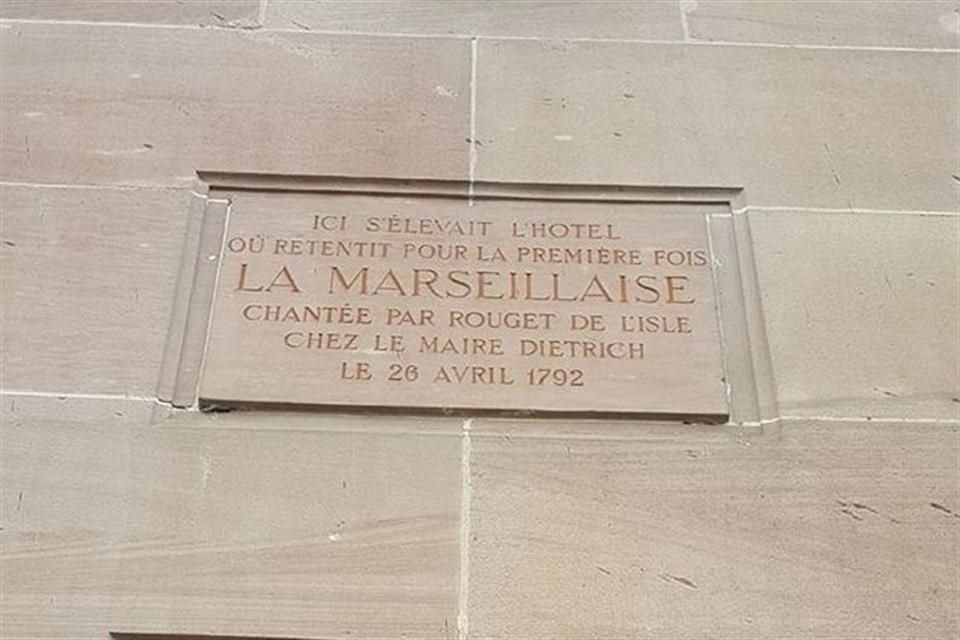 ICI S'ÉLEVAIT L'HOTEL
OÙ RETENTIT POUR LA PREMIÈRE FOIS
LA MARSEILLAISE
CHANTÉE PAR ROUGET DE L'ISLE
CHEZ LE MAIRE DIETRICH
LE 26 AVRIL 1792